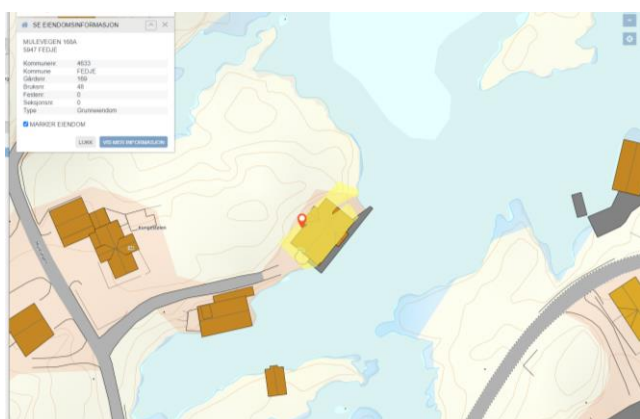 SE EIENDOMSINFORMASJON
MULEVEGEN 168A
5947 FEDJE
Kommunenr: 4633
Kommune FEDJE
Gårdsnr: 169
Bruksnr: 46
Festenr: 0
Seksjonsnr: 0
Type Grunneiendom
MARKER EIENDOM
LUKK VIS MER INFORMASJON